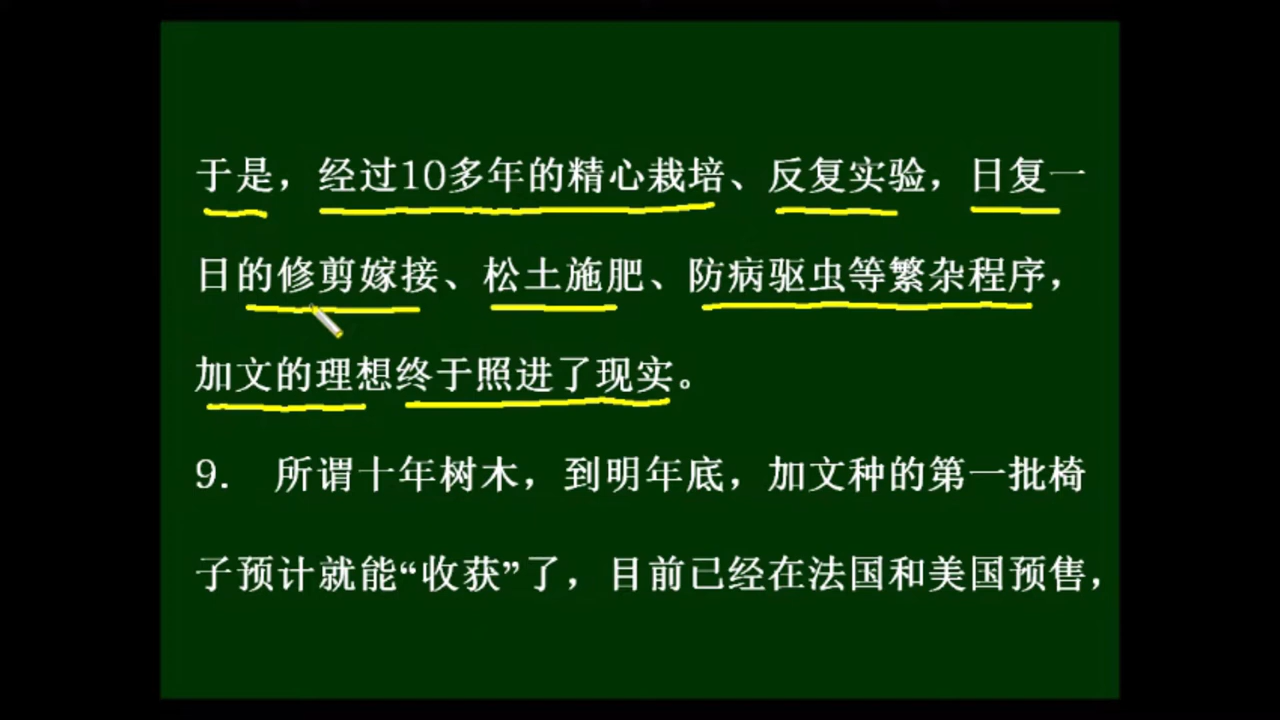 于是，经过10多年的精心栽培、反复实验，日复一
日的修剪嫁接、松土施肥、防病驱虫等繁杂程序，
加文的理想终于照进了现实。
9. 所谓十年树木，到明年底，加文种的第一批椅
子预计就能“收获”了，目前已经在法国和美国预售，